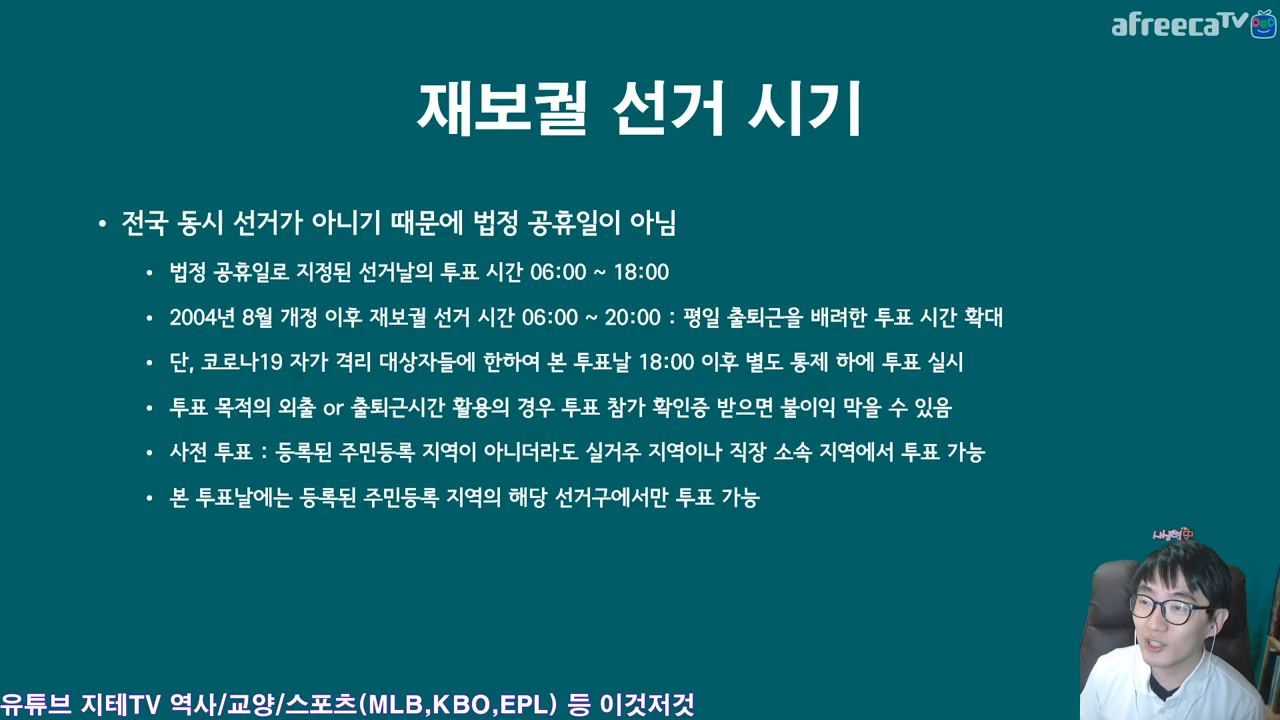 afreecaTV
재보궐 선거 시기
• 전국 동시 선거가 아니기 때문에 법정 공휴일이 아님
• 법정 공휴일로 지정된 선거날의 투표 시간 06:00 ~ 18:00
• 2004년 8월 개정 이후 재보궐 선거 시간 06:00 ~ 20:00 : 평일 출퇴근을 배려한 투표 시간 확대
• 단, 코로나19 자가 격리 대상자들에 한하여 본 투표날 18:00 이후 별도 통제 하에 투표 실시
• 투표 목적의 외출 or 출퇴근시간 활용의 경우 투표 참가 확인증 받으면 불이익 막을 수 있음
• 사전 투표 : 등록된 주민등록 지역이 아니더라도 실거주 지역이나 직장 소속 지역에서 투표 가능
• 본 투표날에는 등록된 주민등록 지역의 해당 선거구에서만 투표 가능
유튜브 지테TV 역사/교양/스포츠(MLB,KBO,EPL) 등 이것저것